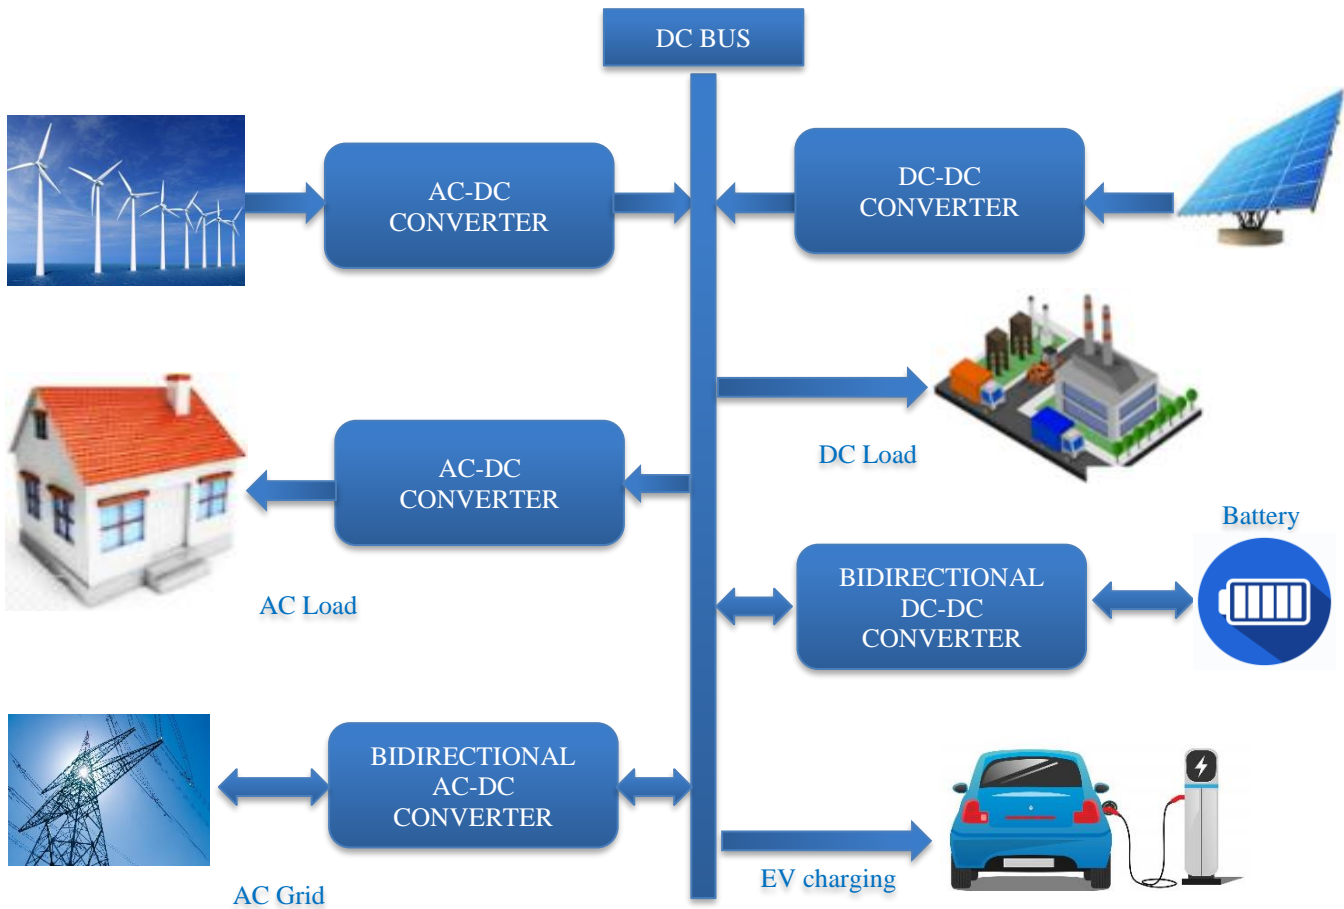 DC BUS
AC-DC
CONVERTER
DC-DC
CONVERTER
DC Load
AC-DC
CONVERTER
AC Load
Battery
BIDIRECTIONAL
DC-DC
CONVERTER
BIDIRECTIONAL
AC-DC
CONVERTER
AC Grid
EV charging